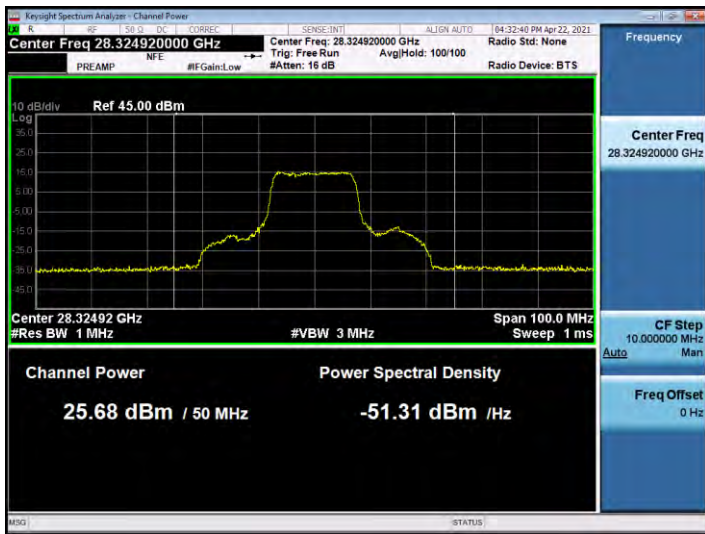 Keysight Spectrum Analyzer - Channel Power
R RF 50 Ω DC CORREC SENSE:INT ALIGN AUTO 04:32:40 PM Apr 22, 2021
Center Freq 28.324920000 GHz Center Freq: 28.324920000 GHz Radio Std: None Frequency
NFE Trig: Free Run Avg|Hold: 100/100
PREAMP #IFGain:Low #Atten: 16 dB Radio Device: BTS
10 dB/div Ref 45.00 dBm
Log
35.0
25.0
15.0
5.00
-5.00
-15.0
-25.0
-35.0
-45.0
Center 28.32492 GHz Span 100.0 MHz
#Res BW 1 MHz #VBW 3 MHz Sweep 1 ms
Channel Power Power Spectral Density
25.68 dBm / 50 MHz -51.31 dBm /Hz
Center Freq
28.324920000 GHz
CF Step
10.000000 MHz
Auto Man
Freq Offset
0 Hz
MSG STATUS